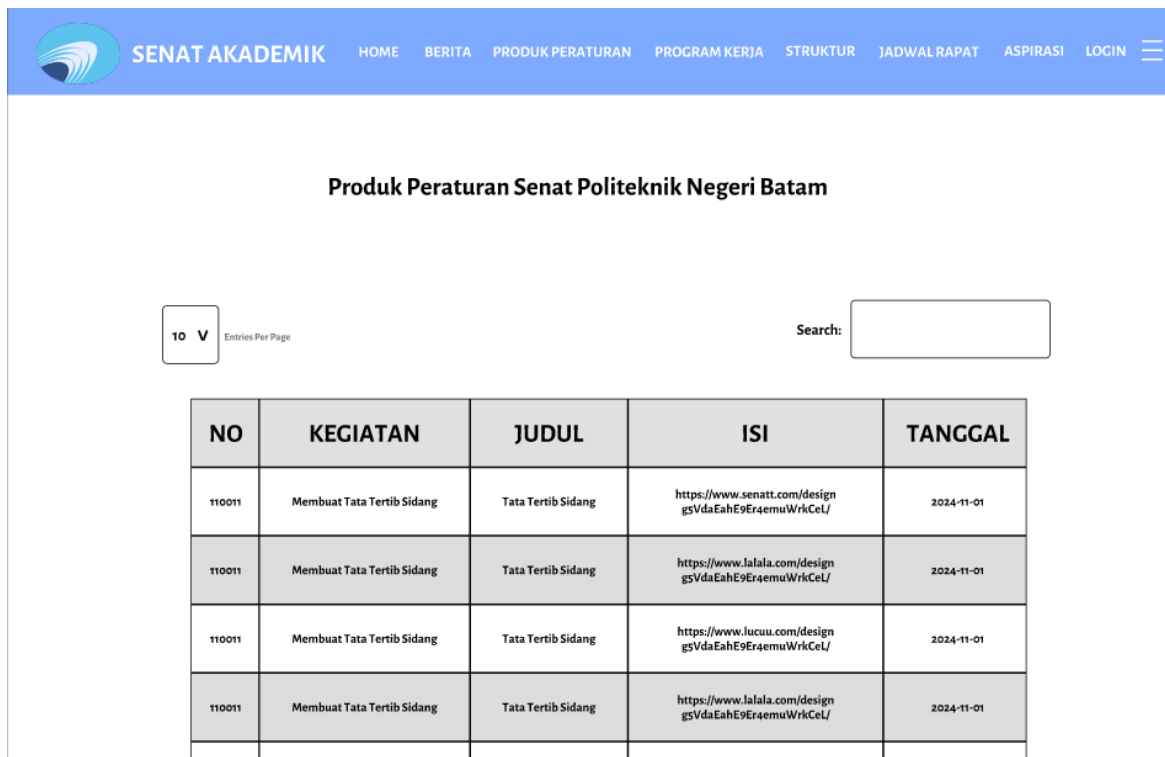 SENAT AKADEMIK HOME BERITA PRODUK PERATURAN PROGRAM KERJA STRUKTUR JADWAL RAPAT ASPIRASI LOGIN
Produk Peraturan Senat Politeknik Negeri Batam
10 V Entries Per Page Search:
NO KEGIATAN JUDUL ISI TANGGAL
110011 Membuat Tata Tertib Sidang Tata Tertib Sidang https://www.senatt.com/design
g5VdaEahE9Er4emuWrkCeL/ 2024-11-01
110011 Membuat Tata Tertib Sidang Tata Tertib Sidang https://www.lalala.com/design
g5VdaEahE9Er4emuWrkCeL/ 2024-11-01
110011 Membuat Tata Tertib Sidang Tata Tertib Sidang https://www.lucuu.com/design
g5VdaEahE9Er4emuWrkCeL/ 2024-11-01
110011 Membuat Tata Tertib Sidang Tata Tertib Sidang https://www.lalala.com/design
g5VdaEahE9Er4emuWrkCeL/ 2024-11-01